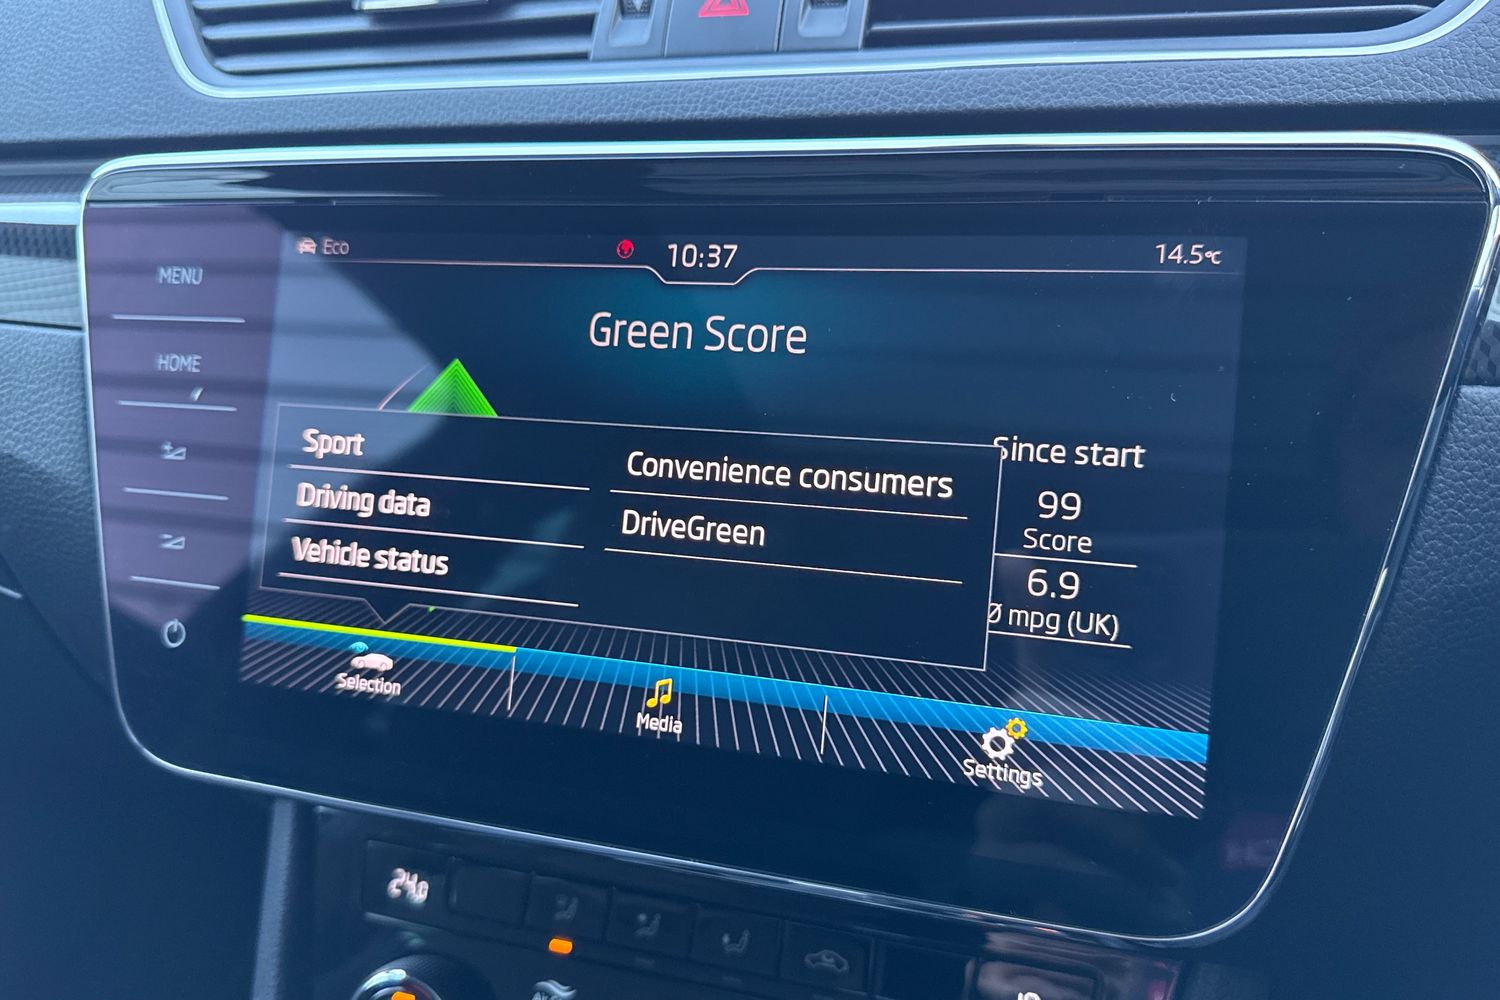 Eco
10:37
14.5°C
MENU
HOME
Green Score
Sport
Driving data
Vehicle status
Convenience consumers
DriveGreen
Since start
99
Score
6.9
Ø mpg (UK)
Selection
Media
Settings
24.0